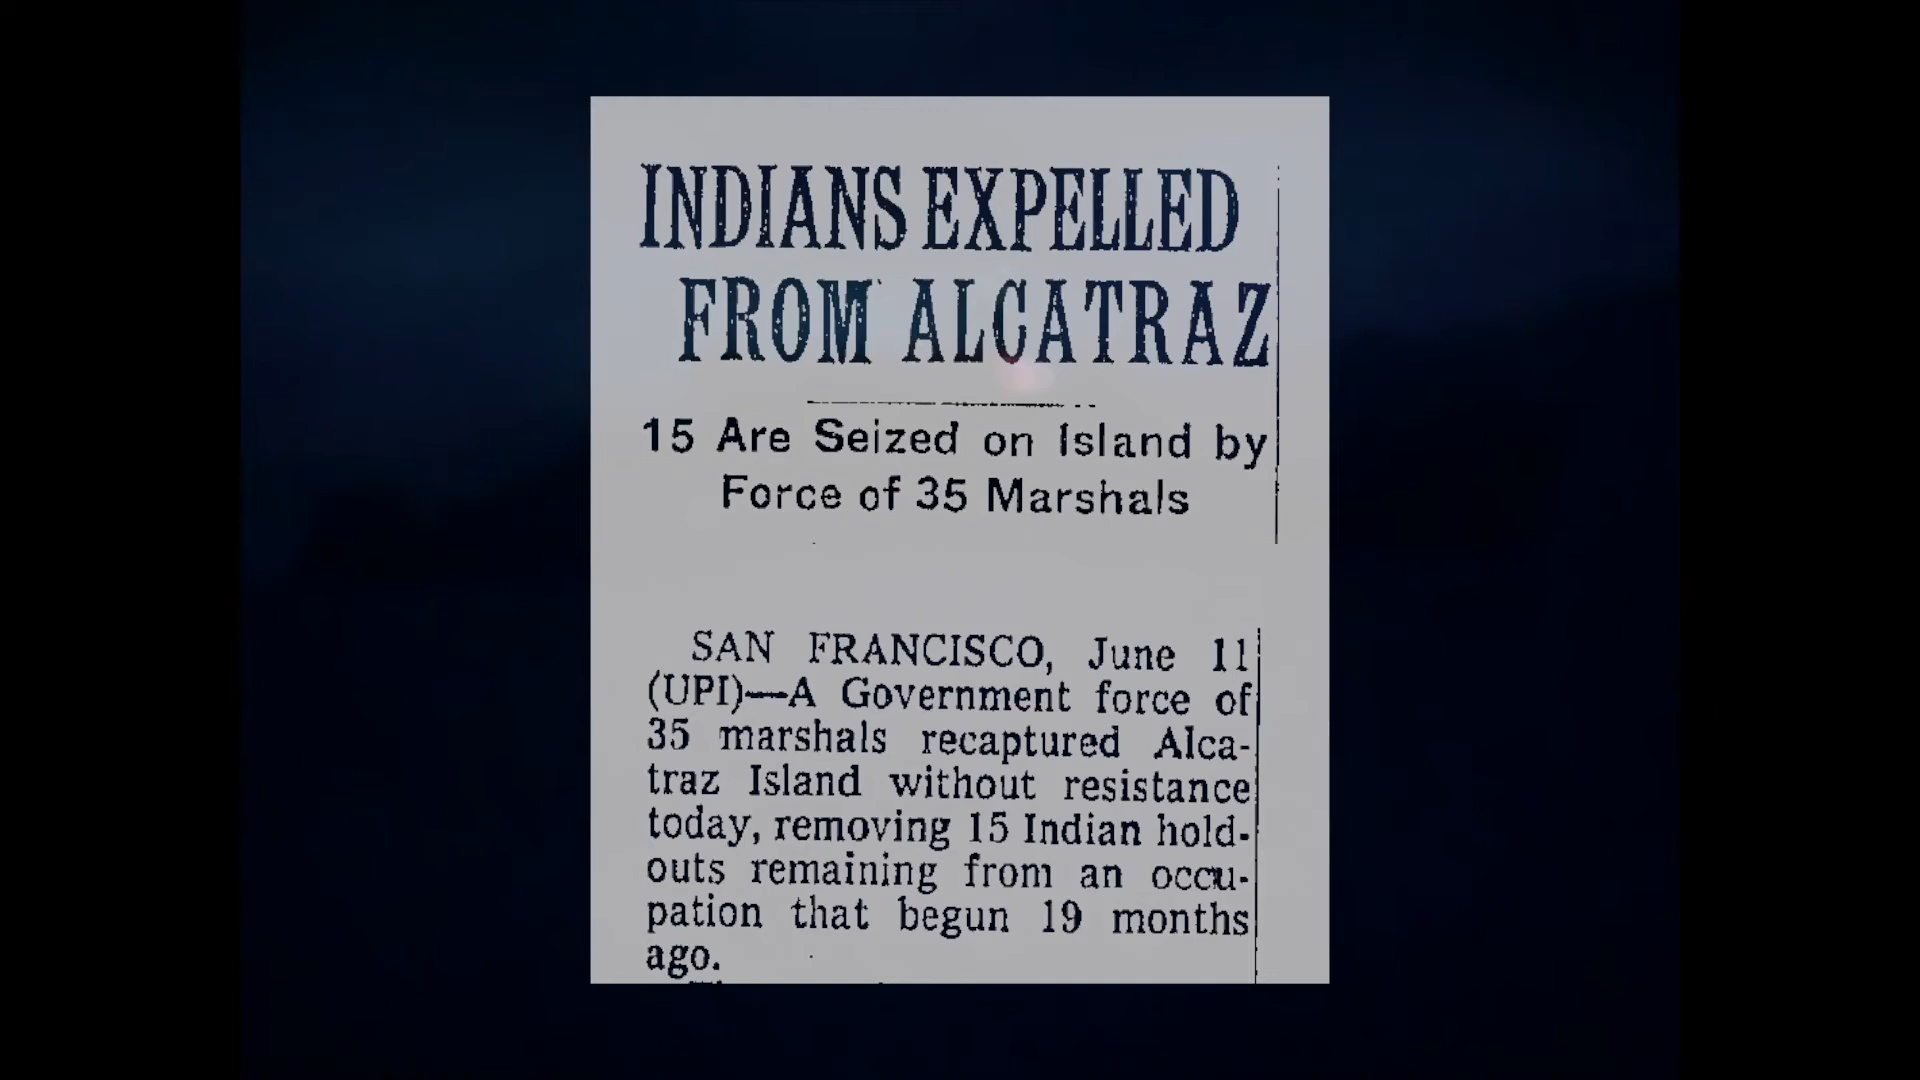 INDIANS EXPELLED
FROM ALCATRAZ
15 Are Seized on Island by
Force of 35 Marshals
SAN FRANCISCO, June 11
(UPI)—A Government force of
35 marshals recaptured Alca-
traz Island without resistance
today, removing 15 Indian hold-
outs remaining from an occu-
pation that begun 19 months
ago.